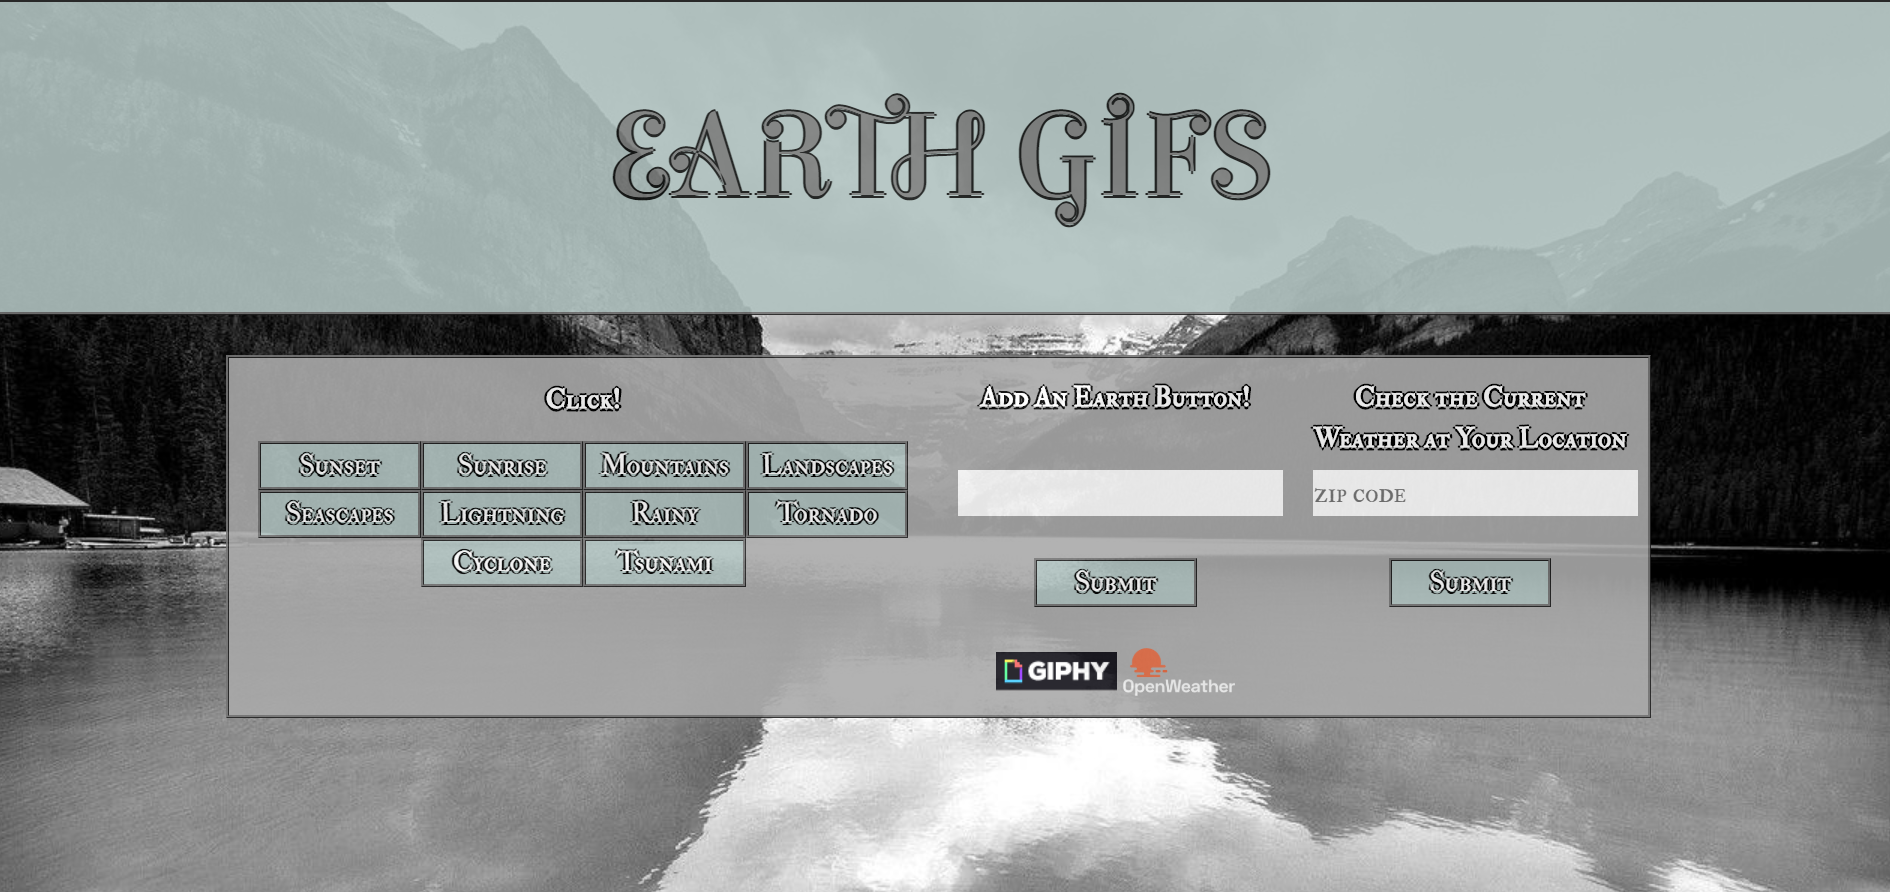 EARTH GIFS
Click!
Sunset Sunrise Mountains Landscapes
Seascapes Lightning Rainy Tornado
Cyclone Tsunami
Add An Earth Button!
Submit
Check the Current
Weather at Your Location
ZIP CODE
Submit
GIPHY
OpenWeather